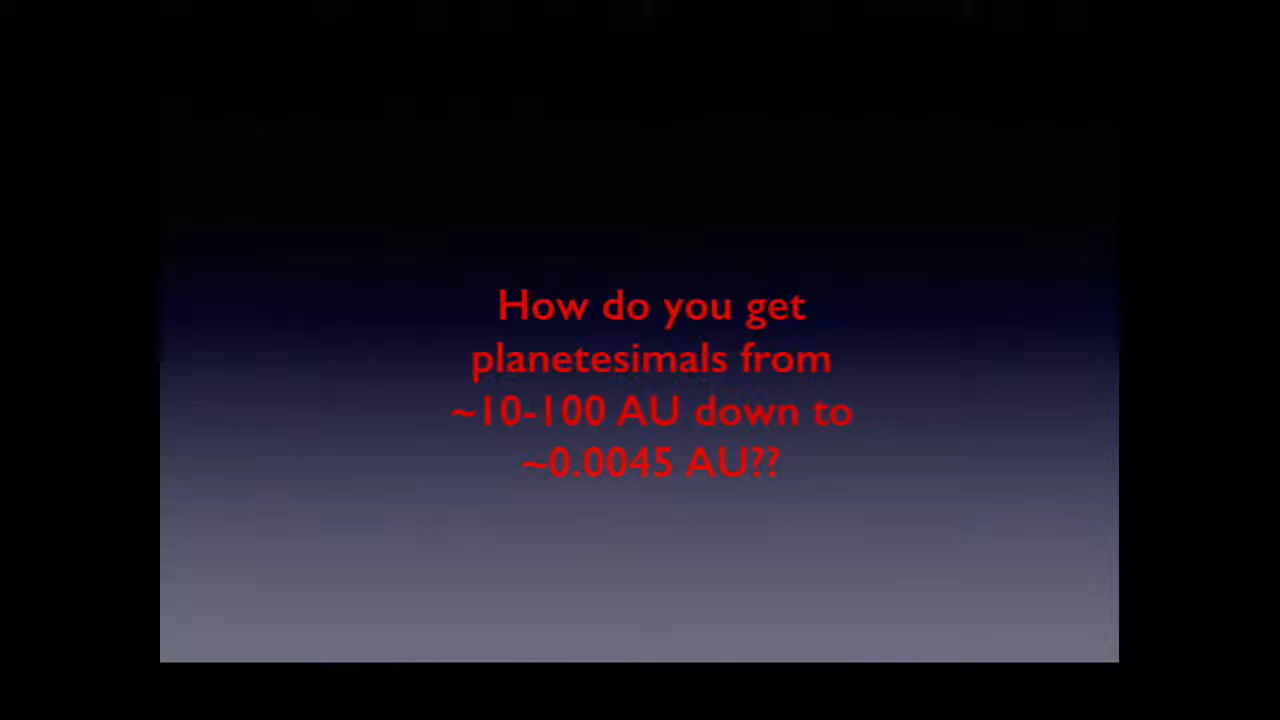 How do you get
planetesimals from
~10-100 AU down to
~0.0045 AU??